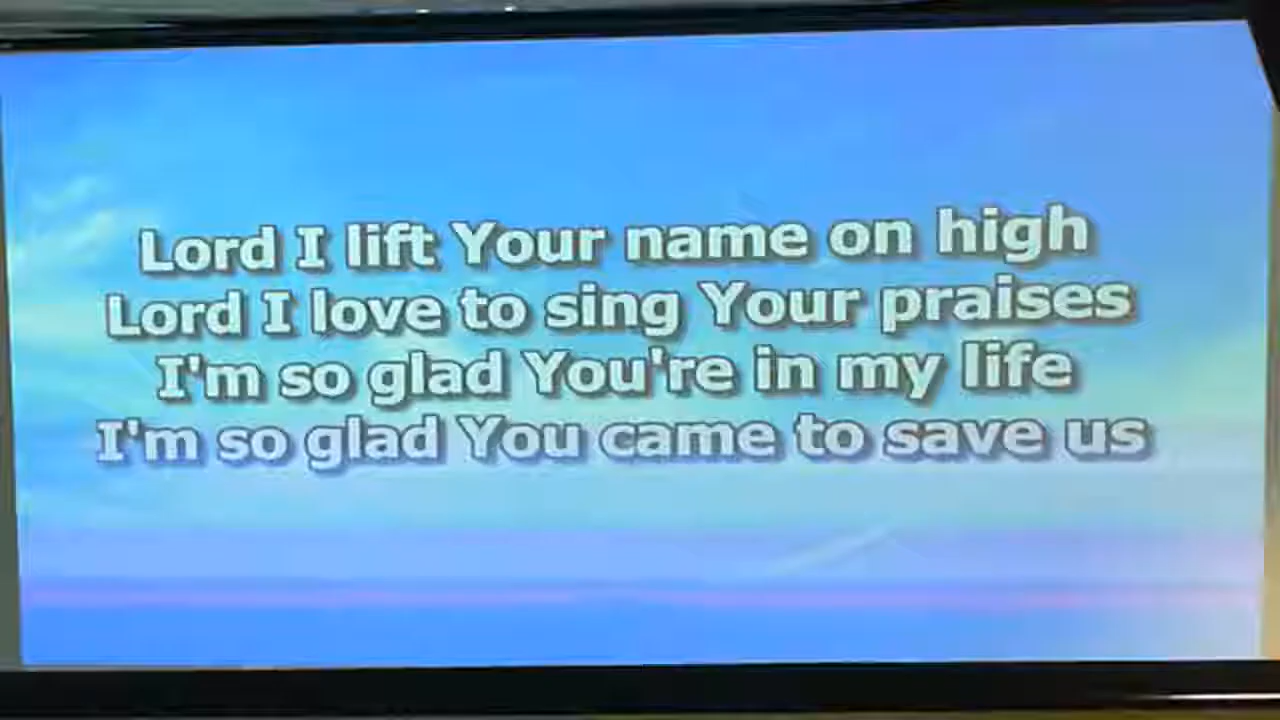 Lord I lift Your name on high
Lord I love to sing Your praises
I'm so glad You're in my life
I'm so glad You came to save us